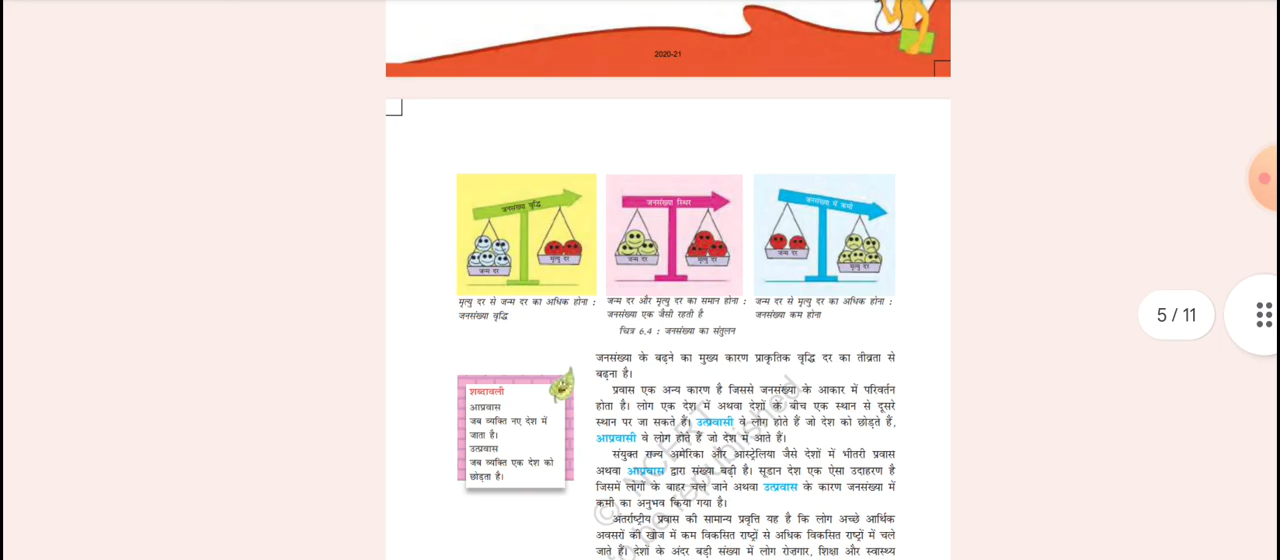 2020-21
जनसंख्या वृद्धि
जन्म दर
मृत्यु दर
जनसंख्या स्थिर
जन्म दर
मृत्यु दर
जनसंख्या में कमी
जन्म दर
मृत्यु दर
मृत्यु दर से जन्म दर का अधिक होना :
जनसंख्या वृद्धि
जन्म दर और मृत्यु दर का समान होना :
जनसंख्या एक जैसी रहती है
जन्म दर से मृत्यु दर का अधिक होना :
जनसंख्या कम होना
चित्र 6.4 : जनसंख्या का संतुलन
5 / 11
शब्दावली
आप्रवास
जब व्यक्ति नए देश में
जाता है।
उत्प्रवास
जब व्यक्ति एक देश को
छोड़ता है।
जनसंख्या के बढ़ने का मुख्य कारण प्राकृतिक वृद्धि दर का तीव्रता से
बढ़ना है।
प्रवास एक अन्य कारण है जिससे जनसंख्या के आकार में परिवर्तन
होता है। लोग एक देश में अथवा देशों के बीच एक स्थान से दूसरे
स्थान पर जा सकते हैं। उत्प्रवासी वे लोग होते हैं जो देश को छोड़ते हैं,
आप्रवासी वे लोग होते हैं जो देश में आते हैं।
संयुक्त राज्य अमेरिका और ऑस्ट्रेलिया जैसे देशों में भीतरी प्रवास
अथवा आप्रवास द्वारा संख्या बढ़ी है। सूडान देश एक ऐसा उदाहरण है
जिसमें लोगों के बाहर चले जाने अथवा उत्प्रवास के कारण जनसंख्या में
कमी का अनुभव किया गया है।
अंतर्राष्ट्रीय प्रवास की सामान्य प्रवृत्ति यह है कि लोग अच्छे आर्थिक
अवसरों की खोज में कम विकसित राष्ट्रों से अधिक विकसित राष्ट्रों में चले
जाते हैं। देशों के अंदर बड़ी संख्या में लोग रोज़गार, शिक्षा और स्वास्थ्य
© NCERT
to be republished